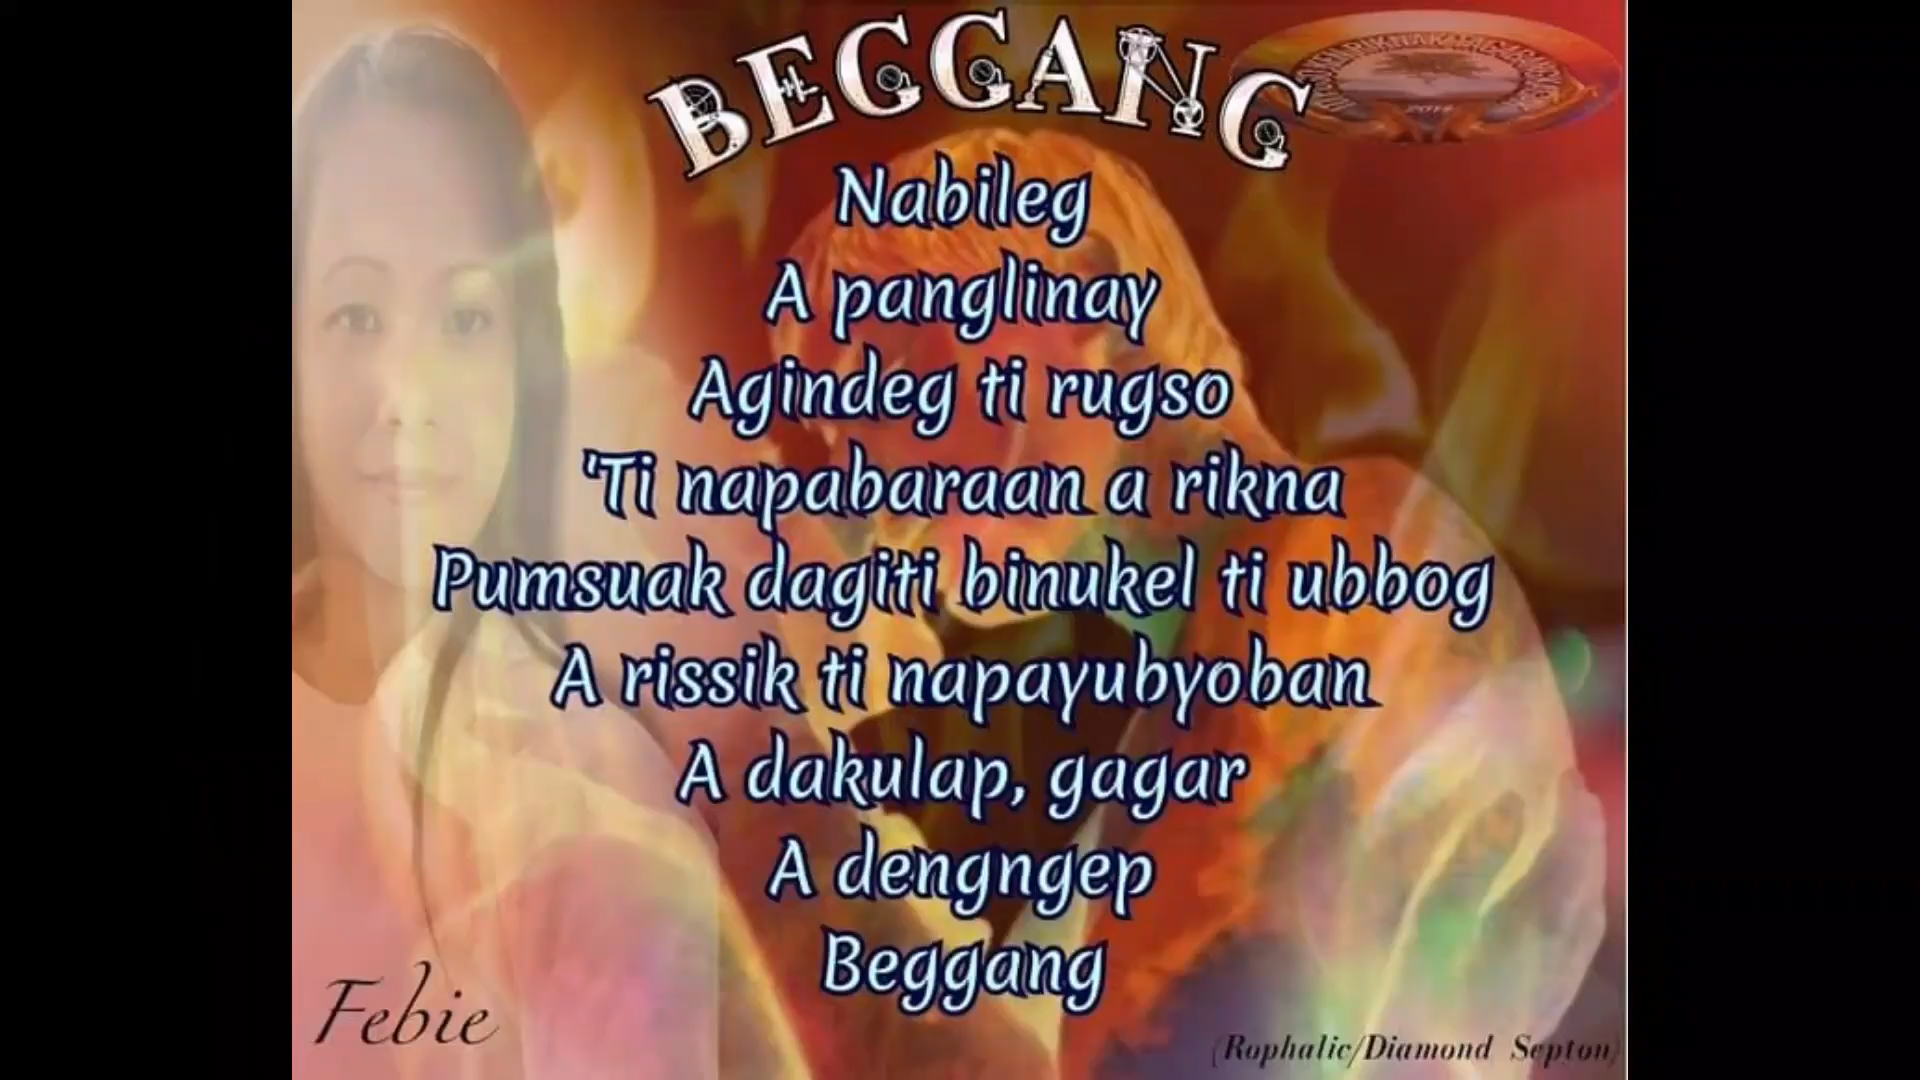 BEGGANG
Nabileg
A panglinay
Agindeg ti rugso
'Ti napabaraan a rikna
Pumsuak dagiti binukel ti ubbog
A rissik ti napayubyoban
A dakulap, gagar
A dengngep
Beggang
Febie
(Rophalic/Diamond Septon)